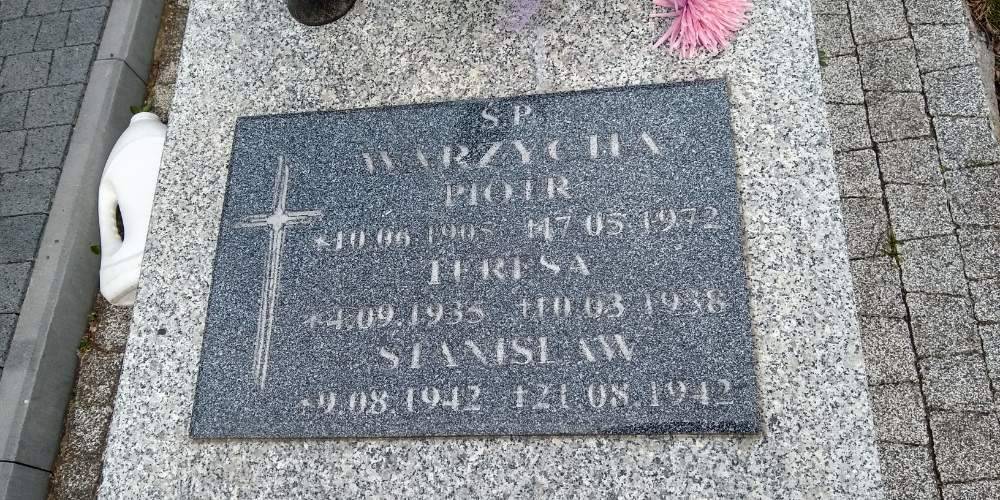 Ś P
WARZYCHA
PIOTR
*10.06.1905 †17 05.1972
TERESA
*4.09.1935 †10.03.1938
STANISŁAW
*9.08.1942 †21.08.1942